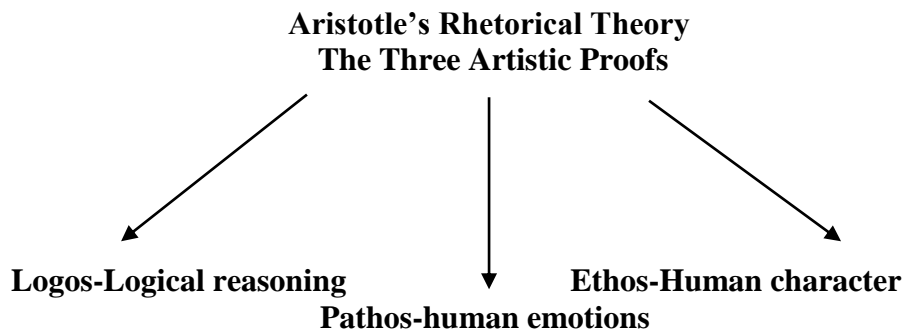 Aristotle’s Rhetorical Theory
The Three Artistic Proofs
Logos-Logical reasoning
Ethos-Human character
Pathos-human emotions